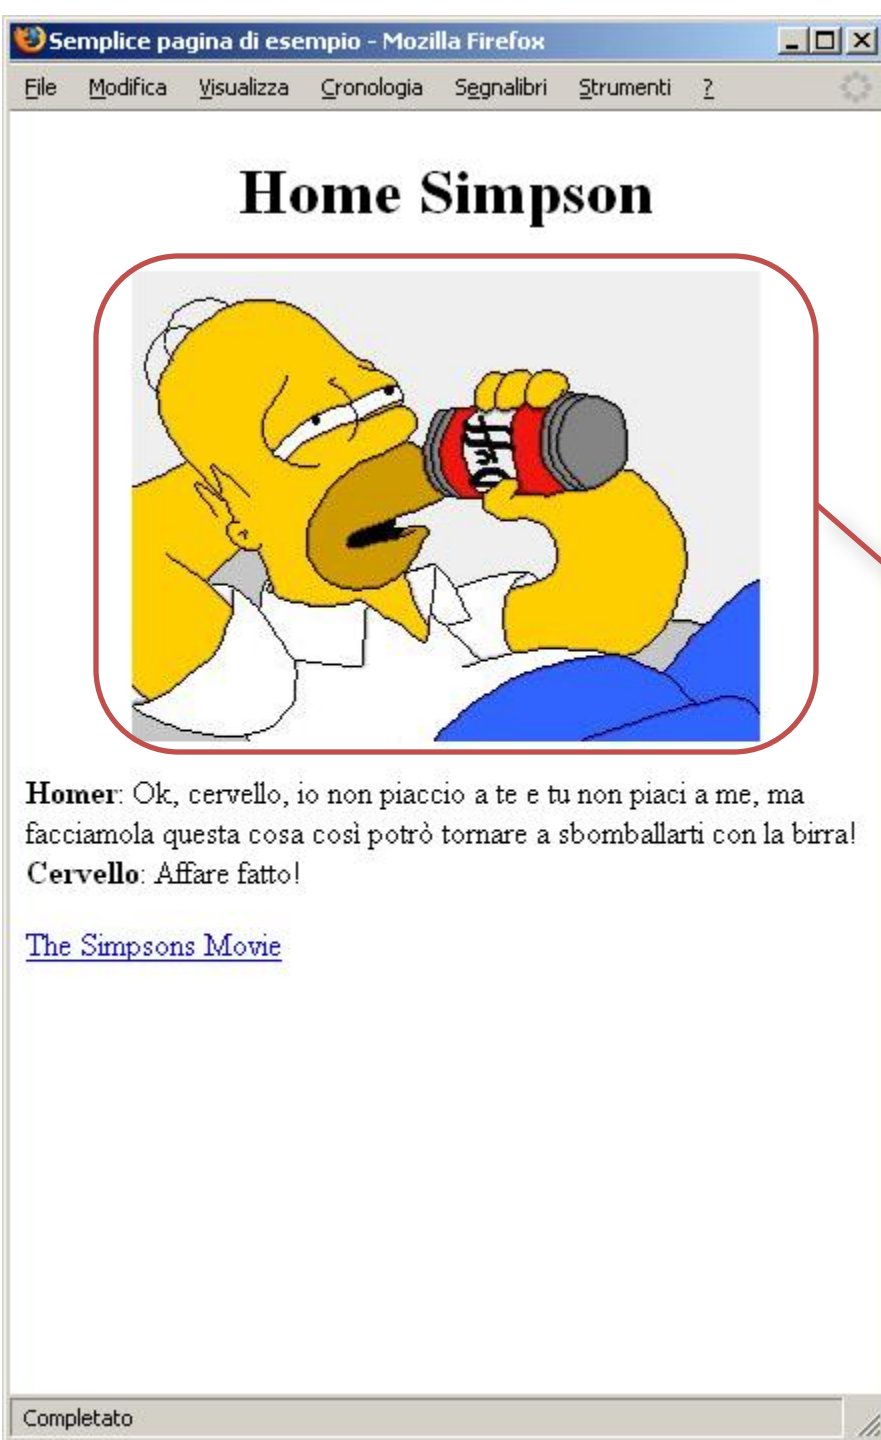 Semplice pagina di esempio - Mozilla Firefox
File Modifica Visualizza Cronologia Segnalibri Strumenti ?
Home Simpson
Duff
Homer: Ok, cervello, io non piaccio a te e tu non piaci a me, ma
facciamola questa cosa così potrò tornare a sbomballarti con la birra!
Cervello: Affare fatto!
The Simpsons Movie
Completato